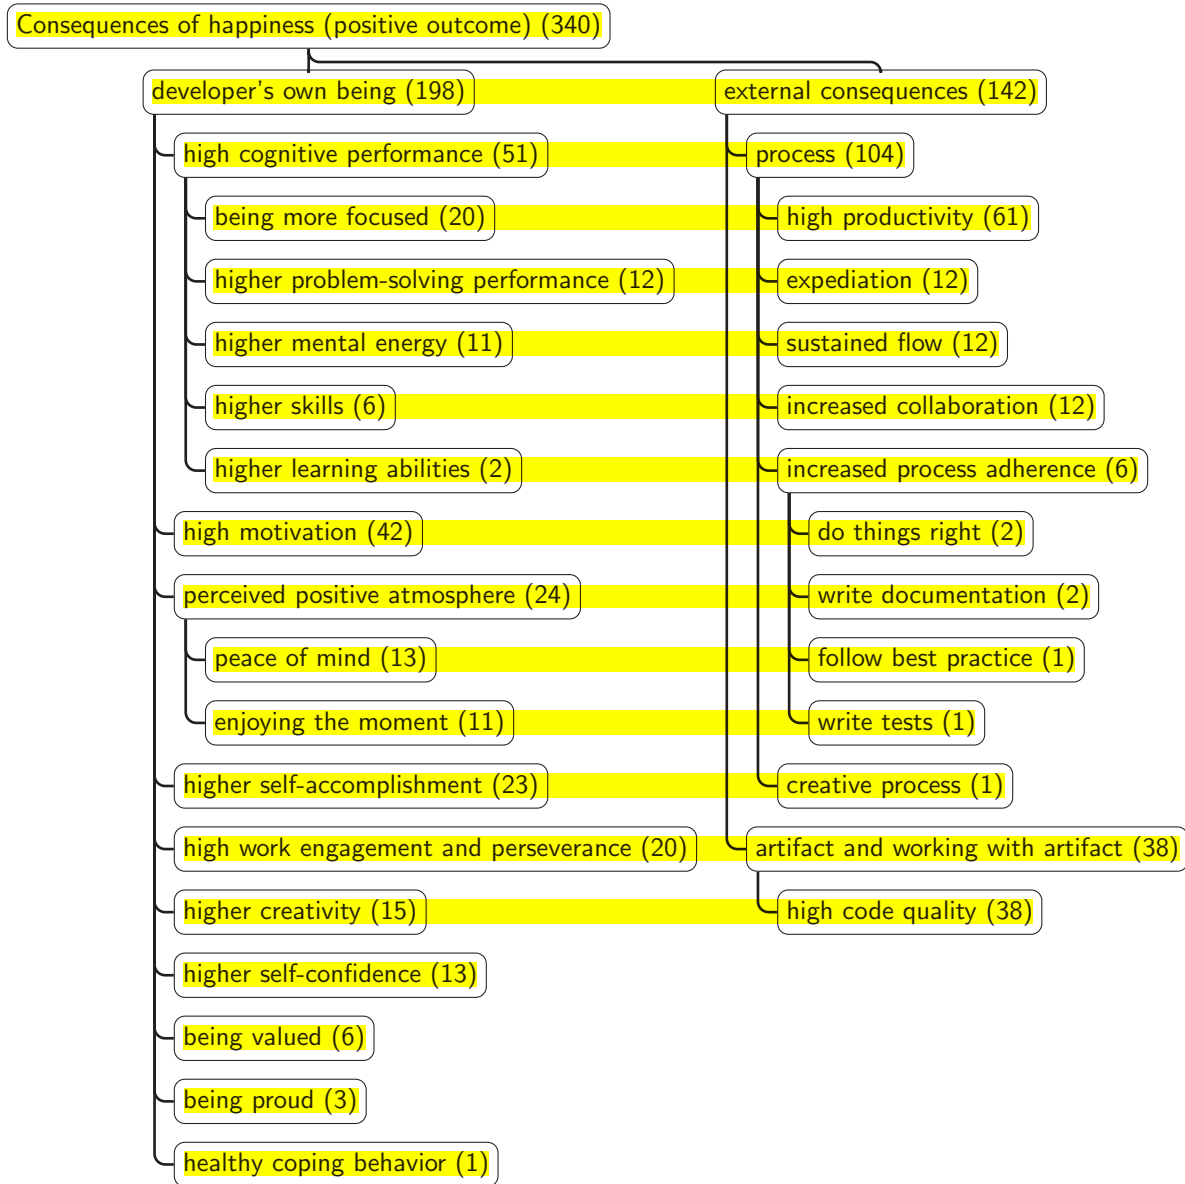 Consequences of happiness (positive outcome) (340)
developer's own being (198)
high cognitive performance (51)
being more focused (20)
higher problem-solving performance (12)
higher mental energy (11)
higher skills (6)
higher learning abilities (2)
high motivation (42)
perceived positive atmosphere (24)
peace of mind (13)
enjoying the moment (11)
higher self-accomplishment (23)
high work engagement and perseverance (20)
higher creativity (15)
higher self-confidence (13)
being valued (6)
being proud (3)
healthy coping behavior (1)
external consequences (142)
process (104)
high productivity (61)
expediation (12)
sustained flow (12)
increased collaboration (12)
increased process adherence (6)
do things right (2)
write documentation (2)
follow best practice (1)
write tests (1)
creative process (1)
artifact and working with artifact (38)
high code quality (38)